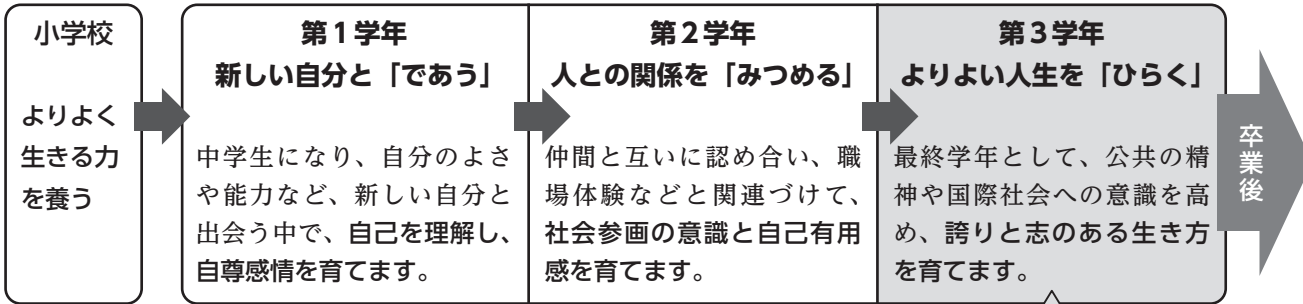 小学校
よりよく
生きる力
を養う
第1学年
新しい自分と「であう」
中学生になり、自分のよさ
や能力など、新しい自分と
出会う中で、自己を理解し、
自尊感情を育てます。
第2学年
人との関係を「みつめる」
仲間と互いに認め合い、職
場体験などと関連づけて、
社会参画の意識と自己有用
感を育てます。
第3学年
よりよい人生を「ひらく」
最終学年として、公共の精
神や国際社会への意識を高
め、誇りと志のある生き方
を育てます。
卒業後